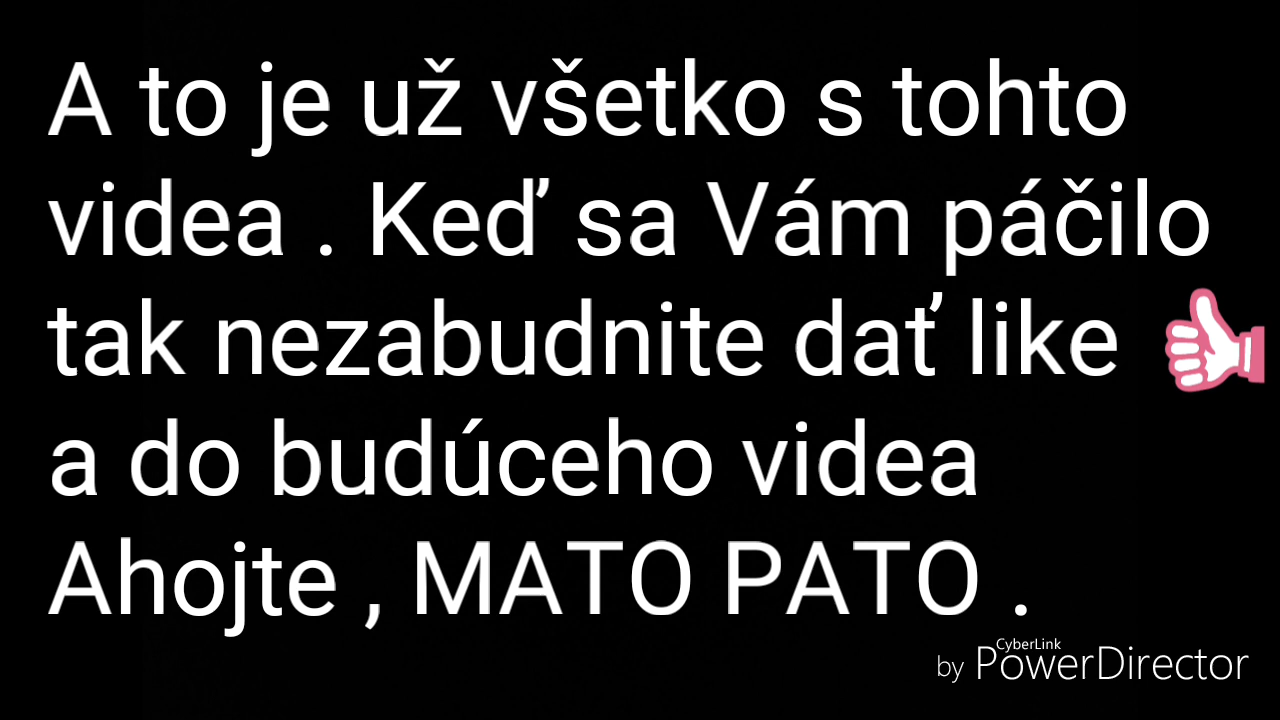 A to je už všetko s tohto
videa . Keď sa Vám páčilo
tak nezabudnite dať like 
a do budúceho videa
Ahojte , MATO PATO .
by CyberLink PowerDirector